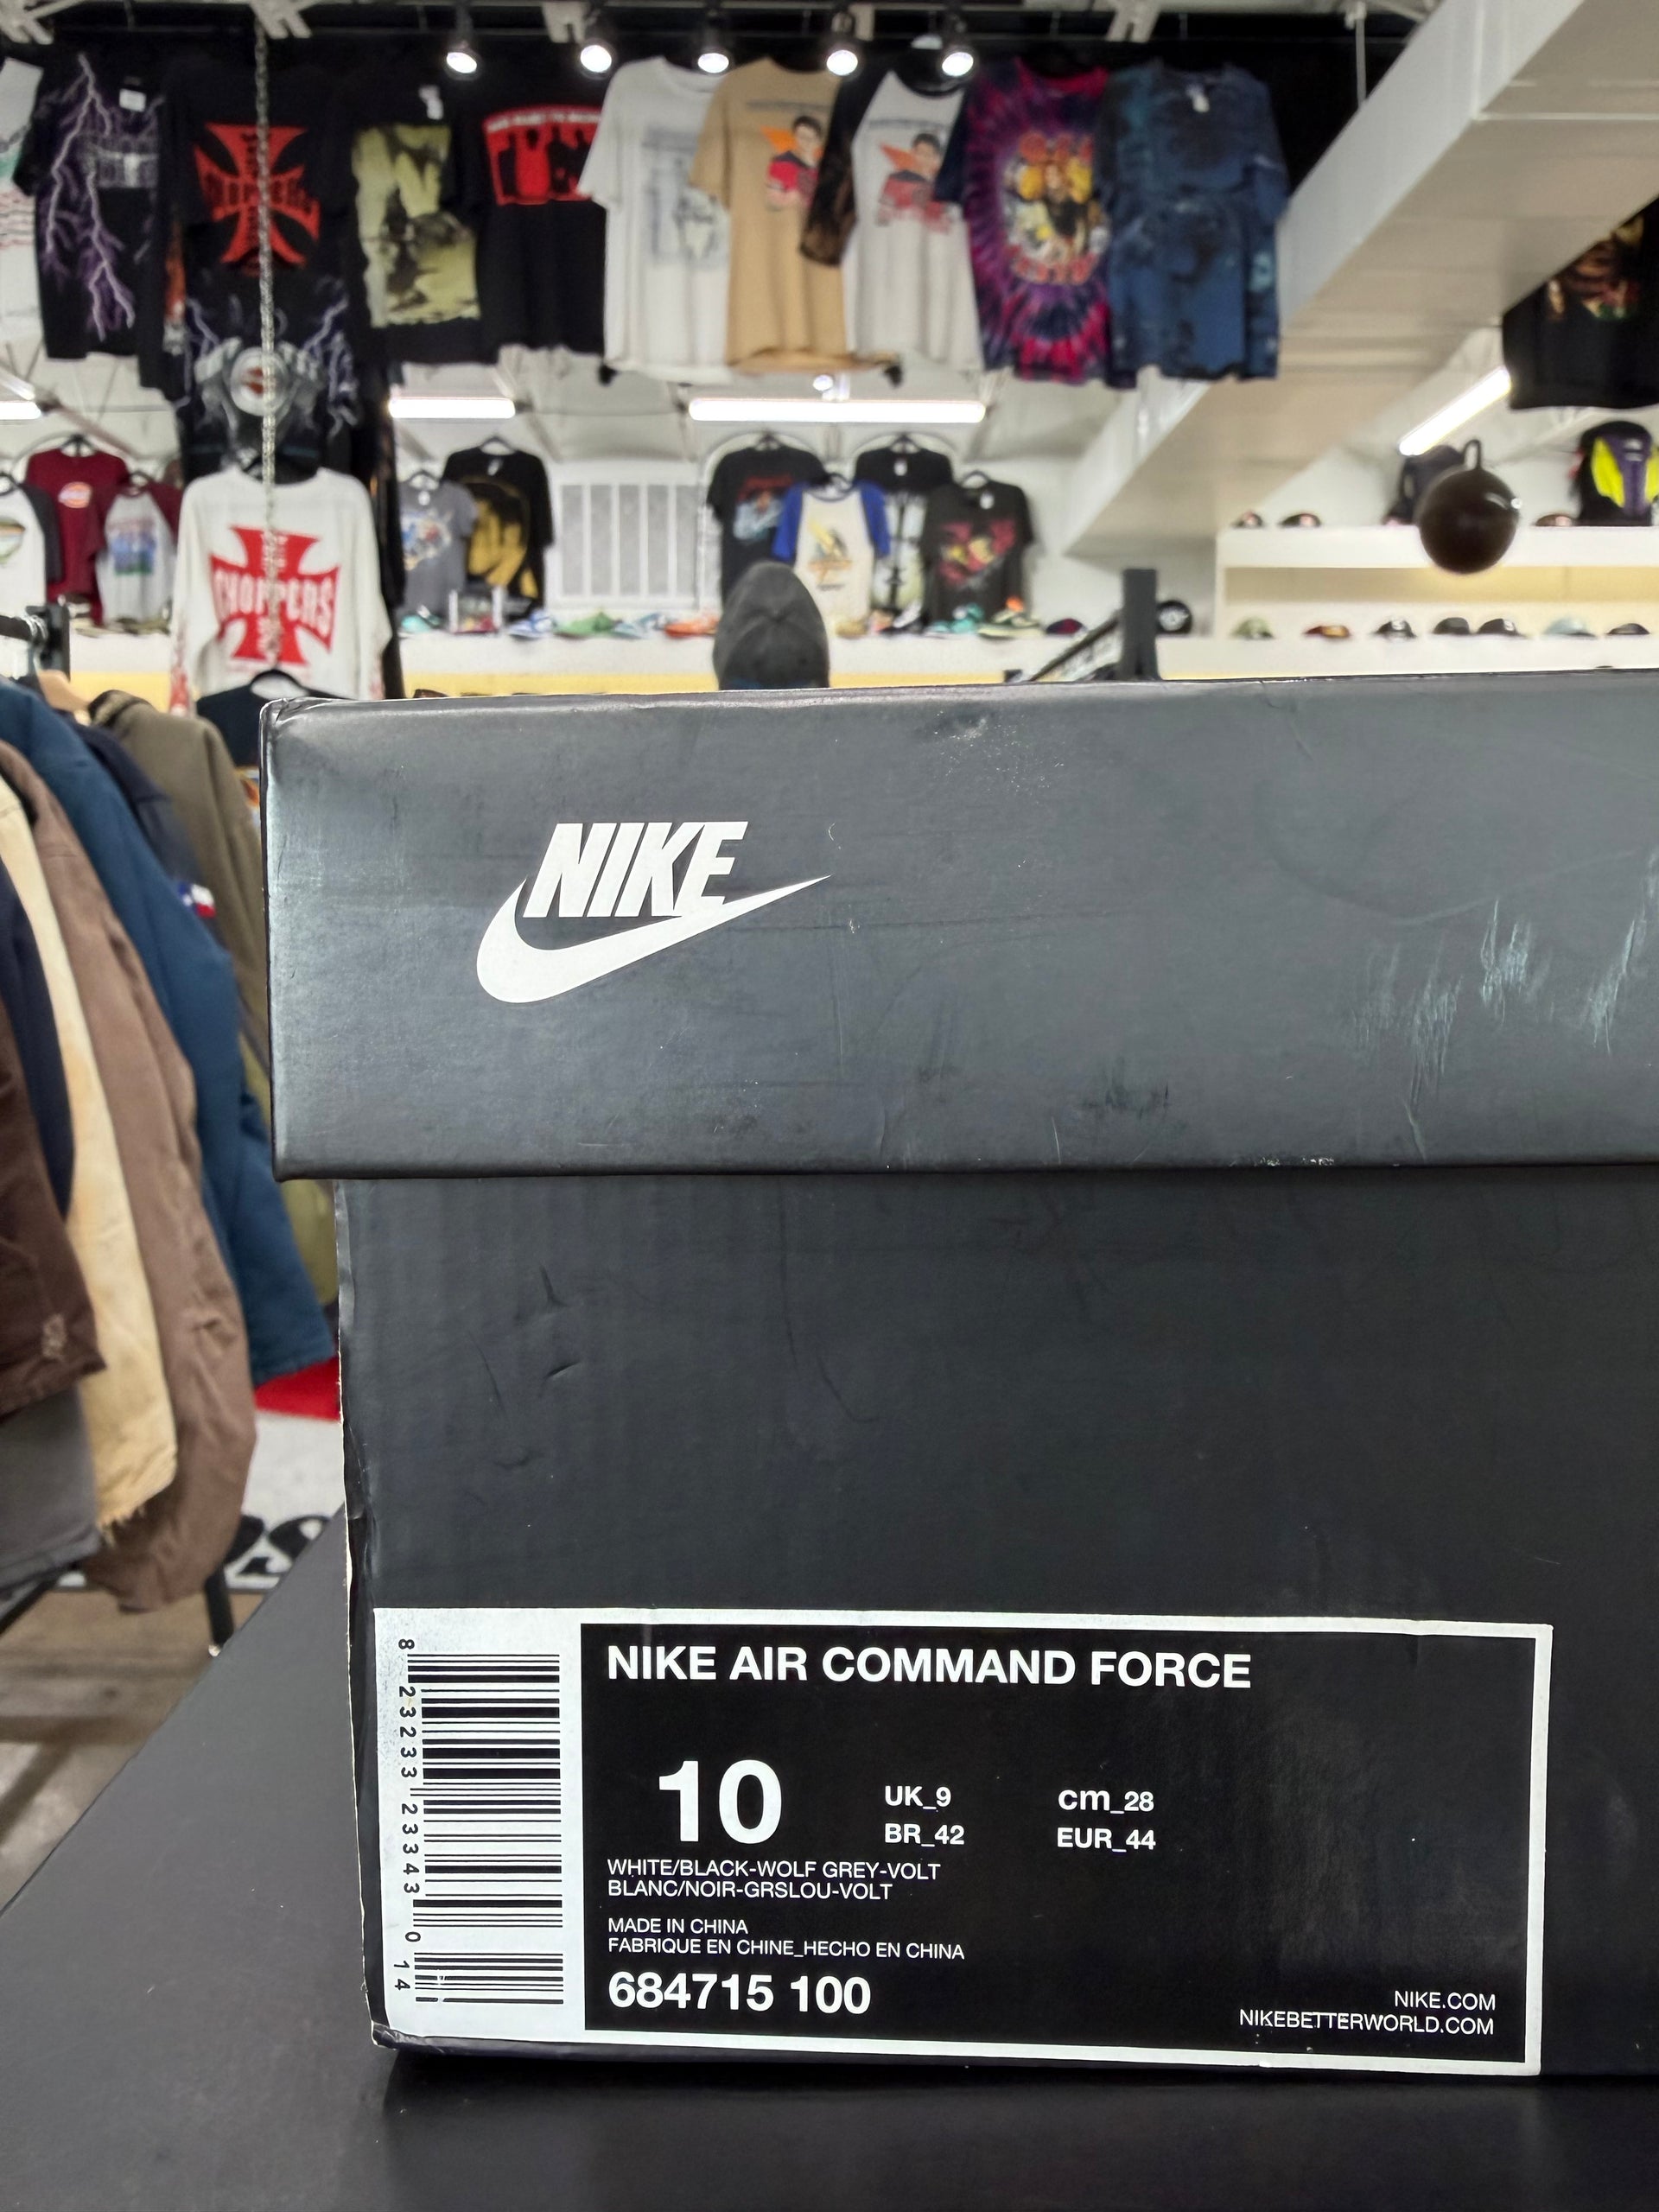 CHOPPERS
NIKE
NIKE AIR COMMAND FORCE
10
UK_9
cm_28
BR_42
EUR_44
WHITE/BLACK-WOLF GREY-VOLT
BLANC/NOIR-GRSLOU-VOLT
MADE IN CHINA
FABRIQUE EN CHINE_HECHO EN CHINA
684715 100
NIKE.COM
NIKEBETTERWORLD.COM
8 23233 23343 0 14